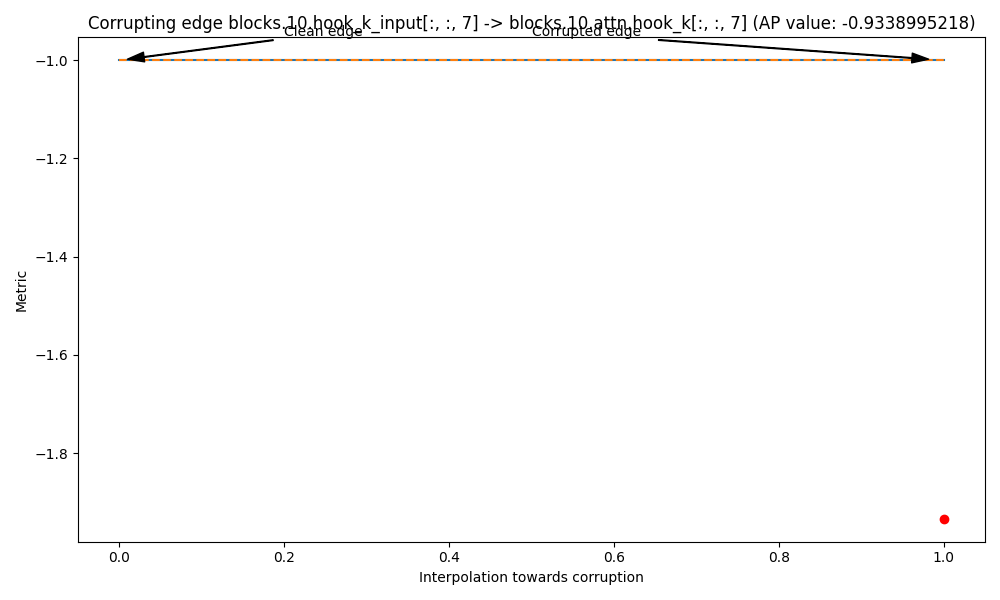 Corrupting edge blocks.10.hook_k_input[:, :, 7] -> blocks.10.attn.hook_k[:, :, 7] (AP value: -0.9338995218)
Clean edge
Corrupted edge
−1.0
−1.2
−1.4
−1.6
−1.8
Metric
0.0
0.2
0.4
0.6
0.8
1.0
Interpolation towards corruption